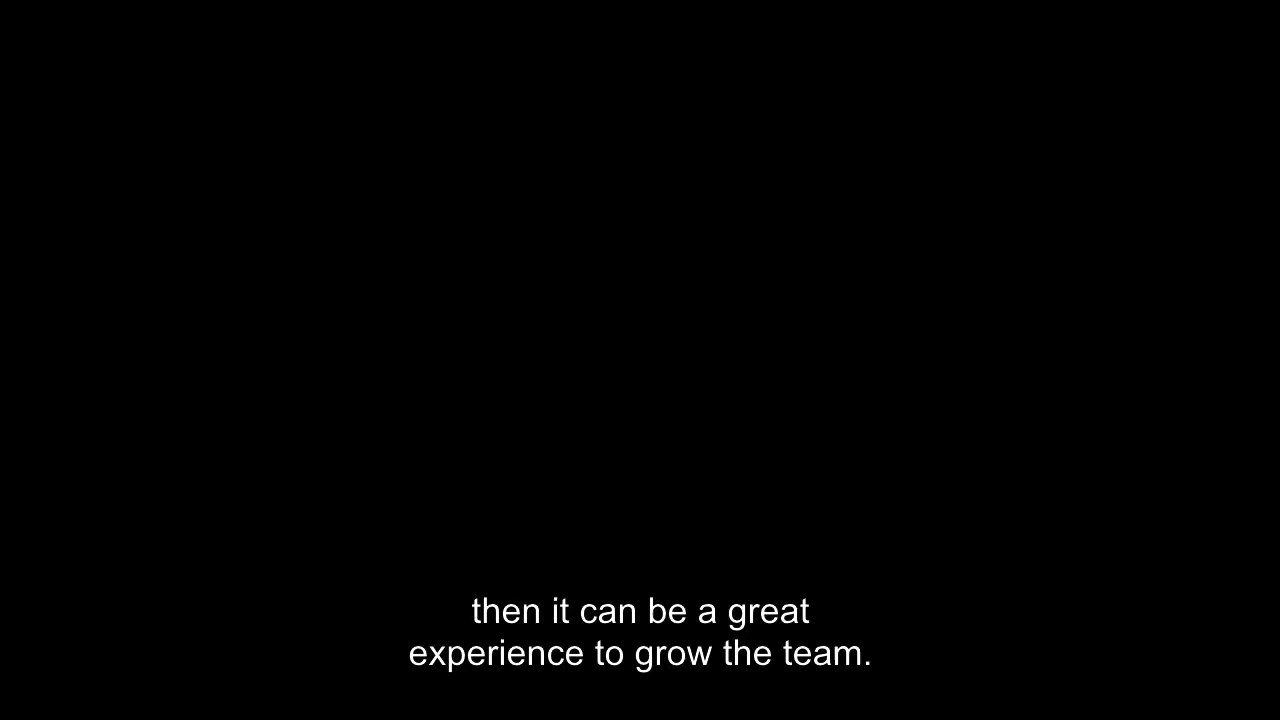 then it can be a great
experience to grow the team.